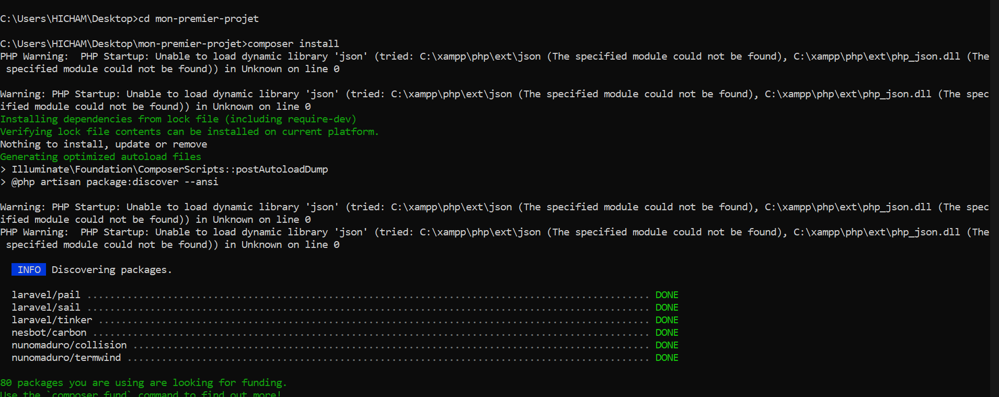 C:\Users\HICHAM\Desktop>cd mon-premier-projet
C:\Users\HICHAM\Desktop\mon-premier-projet>composer install
PHP Warning:  PHP Startup: Unable to load dynamic library 'json' (tried: C:\xampp\php\ext\json (The specified module could not be found), C:\xampp\php\ext\php_json.dll (The
 specified module could not be found)) in Unknown on line 0
Warning: PHP Startup: Unable to load dynamic library 'json' (tried: C:\xampp\php\ext\json (The specified module could not be found), C:\xampp\php\ext\php_json.dll (The spec
ified module could not be found)) in Unknown on line 0
Installing dependencies from lock file (including require-dev)
Verifying lock file contents can be installed on current platform.
Nothing to install, update or remove
Generating optimized autoload files
> Illuminate\Foundation\ComposerScripts::postAutoloadDump
> @php artisan package:discover --ansi
Warning: PHP Startup: Unable to load dynamic library 'json' (tried: C:\xampp\php\ext\json (The specified module could not be found), C:\xampp\php\ext\php_json.dll (The spec
ified module could not be found)) in Unknown on line 0
PHP Warning:  PHP Startup: Unable to load dynamic library 'json' (tried: C:\xampp\php\ext\json (The specified module could not be found), C:\xampp\php\ext\php_json.dll (The
 specified module could not be found)) in Unknown on line 0
INFO  Discovering packages.
laravel/pail .................................................................................................. DONE
laravel/sail .................................................................................................. DONE
laravel/tinker ................................................................................................ DONE
nesbot/carbon ................................................................................................. DONE
nunomaduro/collision .......................................................................................... DONE
nunomaduro/termwind ........................................................................................... DONE
80 packages you are using are looking for funding.
Use the `composer fund` command to find out more!